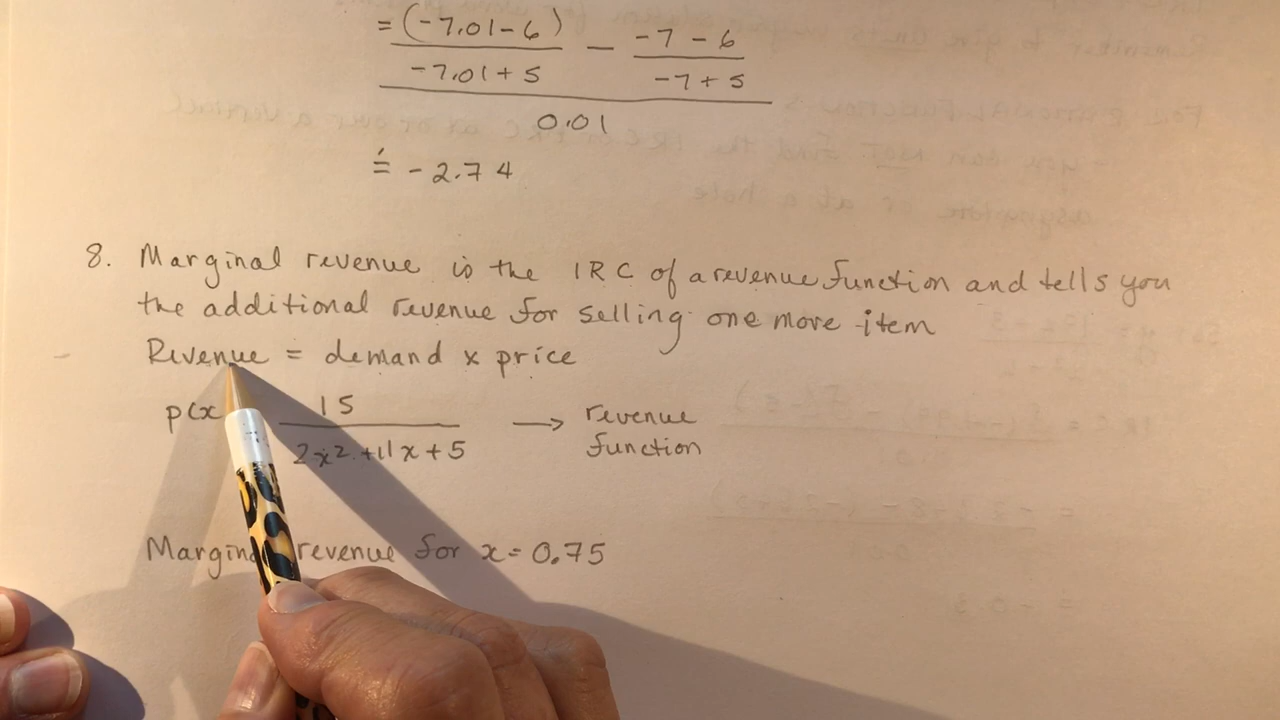 = (-7.01-6) / -7.01+5 - -7 - 6 / -7+5
0.01
≐ -2.74
8. Marginal revenue is the IRC of a revenue function and tells you
the additional revenue for selling one more item
Revenue = demand x price
p(x 15 / 2x²+11x+5 → revenue function
Marginal revenue for x = 0.75